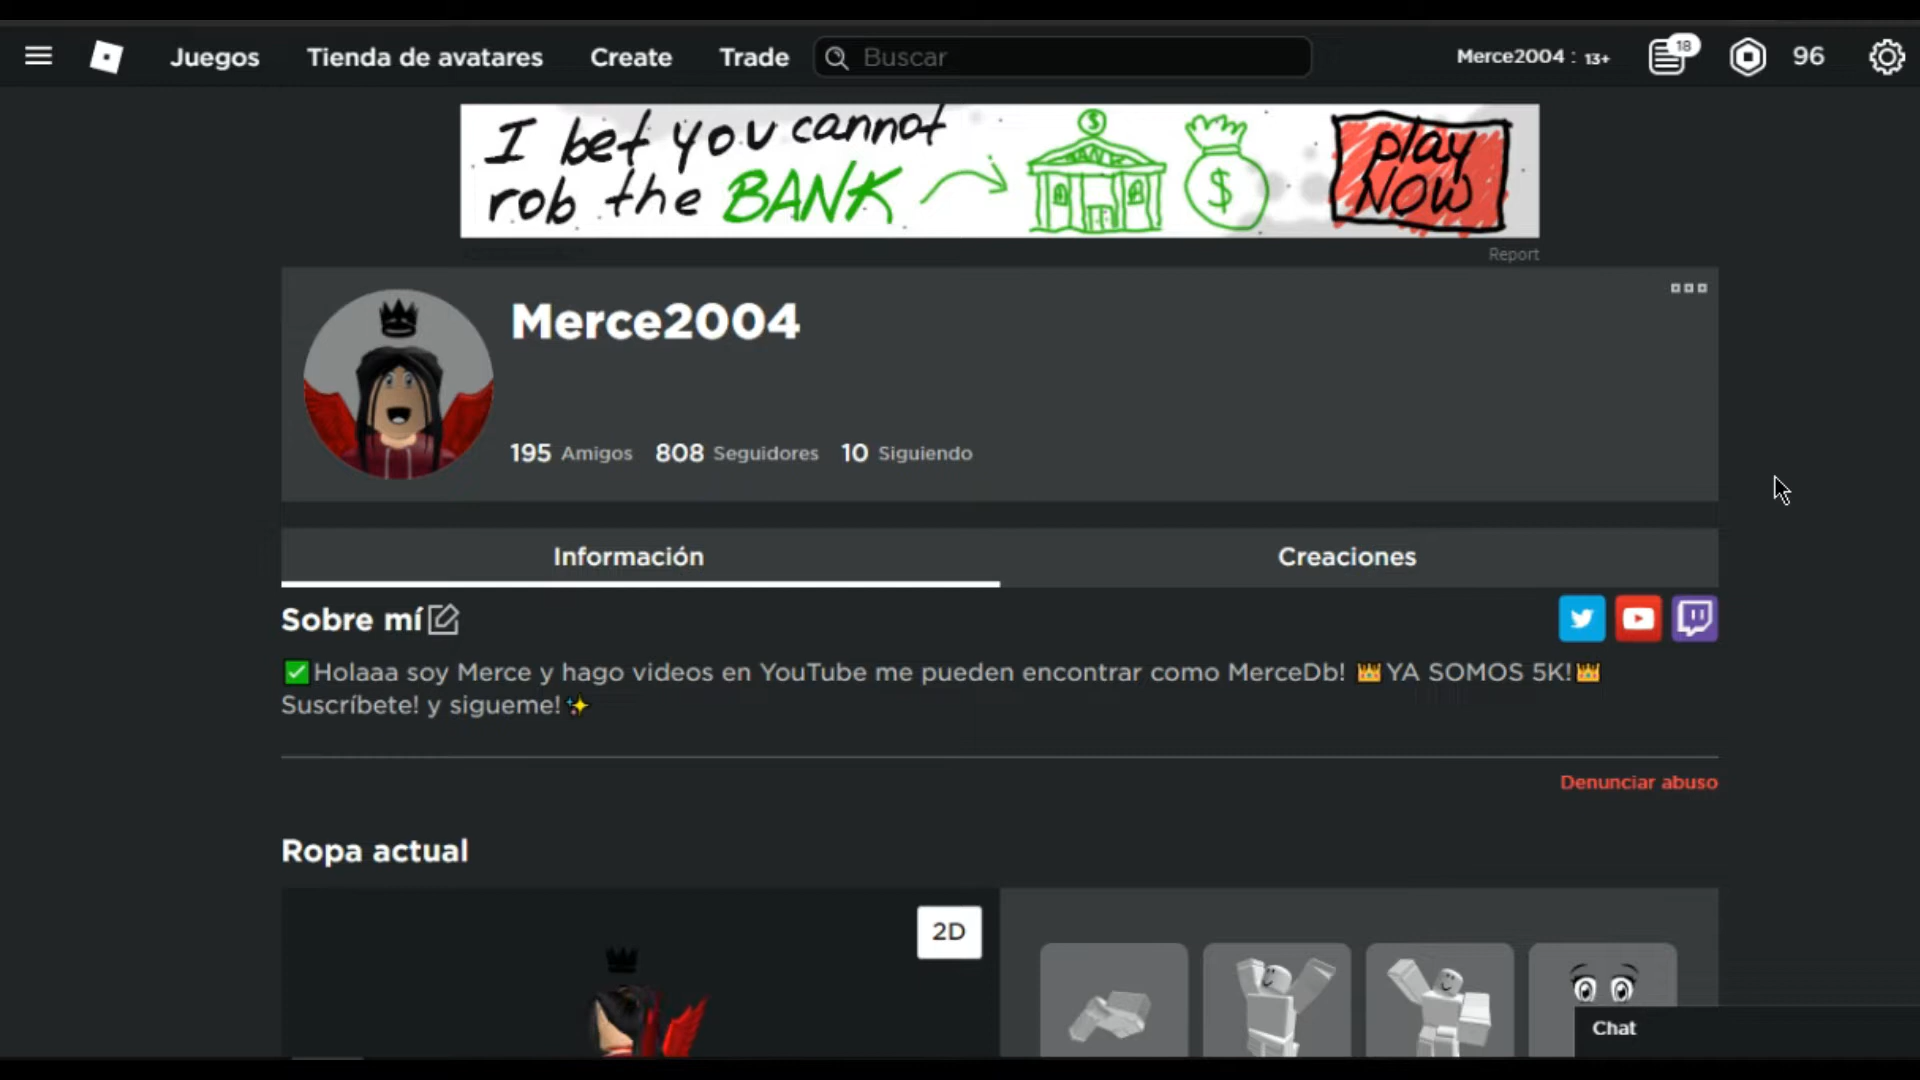 Juegos Tienda de avatares Create Trade Buscar Merce2004 : 13+ 18 96
I bet you cannot
rob the BANK
$
BANK
$
play
NOW
Report
Merce2004
195 Amigos 808 Seguidores 10 Siguiendo
Información Creaciones
Sobre mí
✅Holaaa soy Merce y hago videos en YouTube me pueden encontrar como MerceDb! 👑YA SOMOS 5K!👑
Suscríbete! y sigueme!✨
Denunciar abuso
Ropa actual
2D
Chat